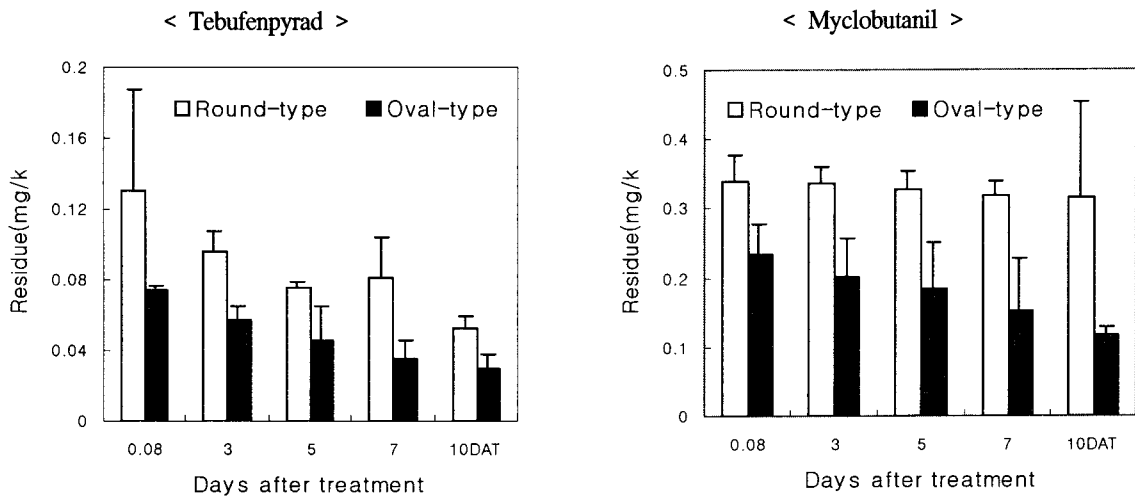 < Tebufenpyrad >
0.2
0.16
0.12
0.08
0.04
0
Residue(mg/k
Round-type
Oval-type
0.08 3 5 7 10DAT
Days after treatment
< Myclobutanil >
0.5
0.4
0.3
0.2
0.1
0
Residue(mg/k
Round-type
Oval-type
0.08 3 5 7 10DAT
Days after treatment